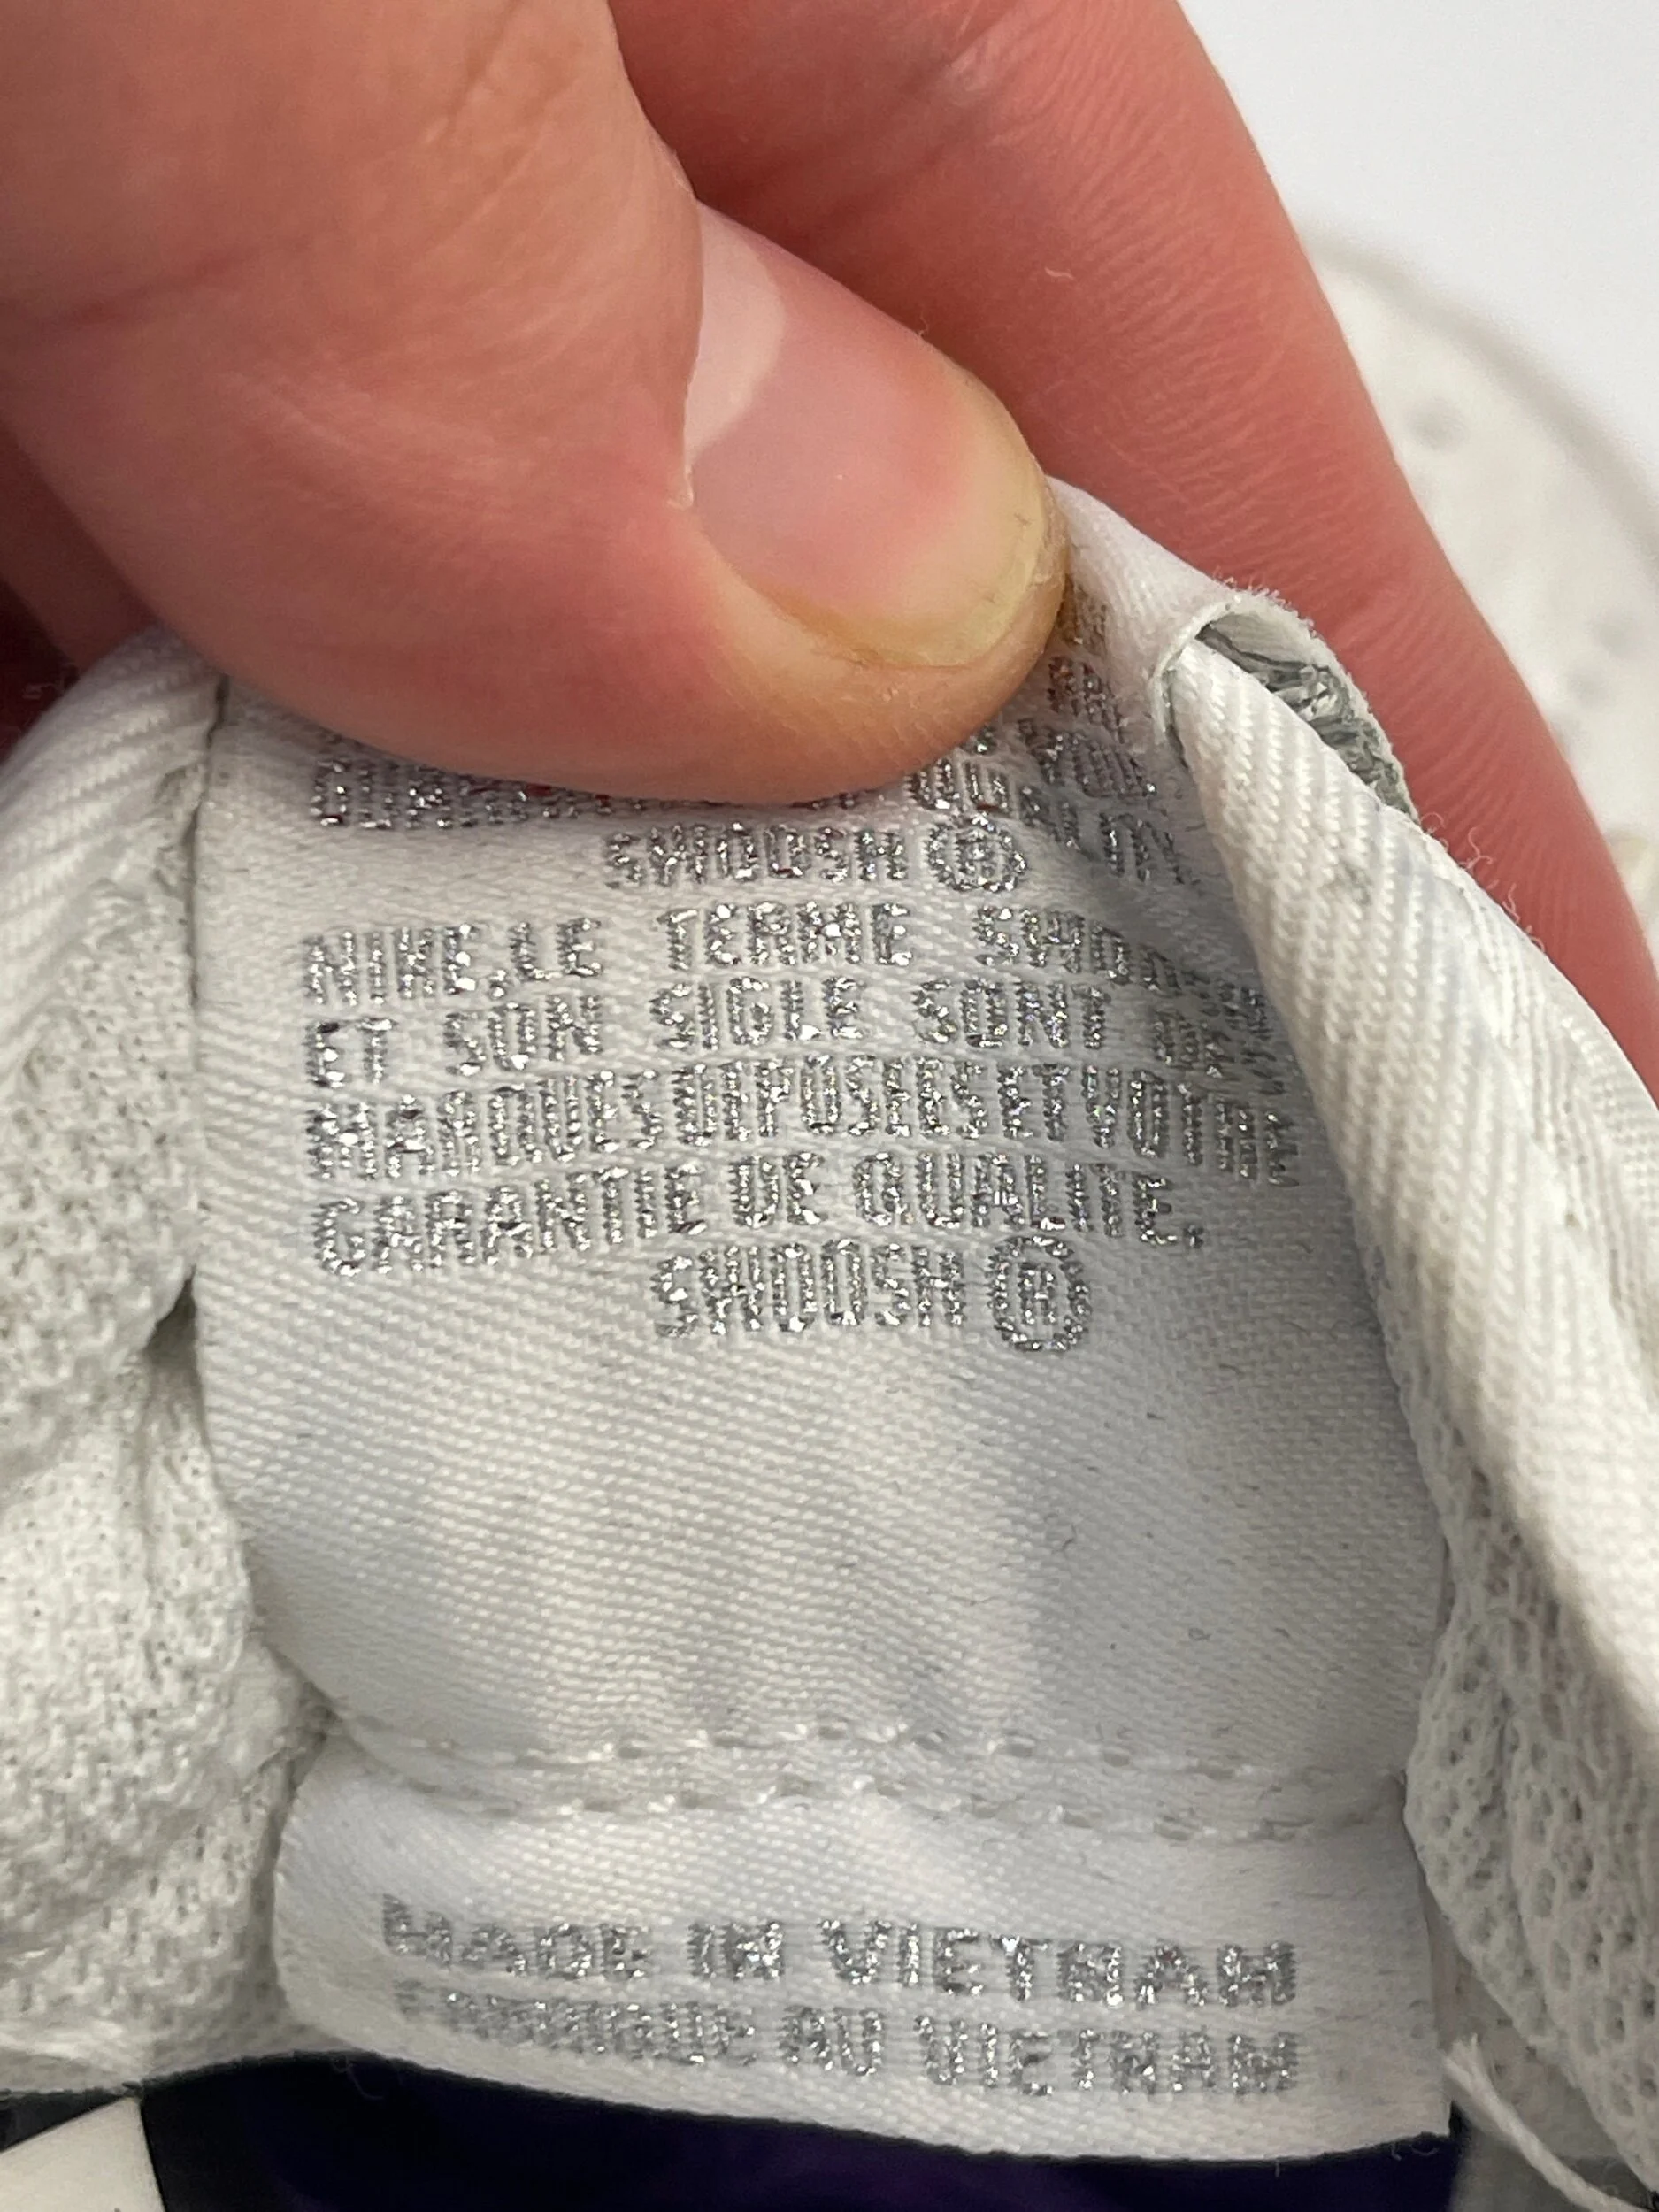 SWOOSH ®
NIKE, LE TERME SWOOSH
ET SON SIGLE SONT
MARQUES DEPOSEES ET VOTRE
GARANTIE DE QUALITE.
SWOOSH ®
MADE IN VIETNAM
FABRIQUE AU VIETNAM